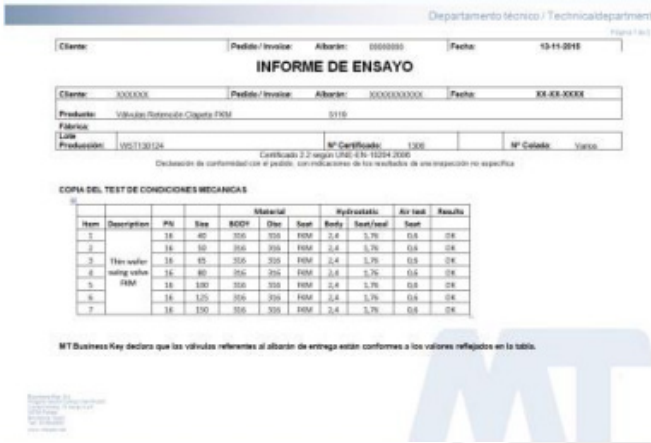 Departamento técnico / Technicaldepartment
Cliente: Pedido / Invoice: Albarán: 00000000 Fecha: 13-11-2015
INFORME DE ENSAYO
Cliente: XXXXXX Pedido / Invoice: Albarán: XXXXXXXXXX Fecha: XX-XX-XXXX
Producto: Válvulas Retención Clapeta FKM 5119
Fábrica:
Lote
Producción: WST130124 Nº Certificado: 1306 Nº Colada: Varios
Certificado 2.2 según UNE-EN-10204:2006
Declaración de conformidad con el pedido, con indicaciones de los resultados de una inspección no específica
COPIA DEL TEST DE CONDICIONES MECANICAS
Material Hydrostatic Air test Results
Item Description PN Size BODY Disc Seat Body Seat/seal Seat
1 16 40 316 316 FKM 2,4 1,76 0,6 OK
2 16 50 316 316 FKM 2,4 1,76 0,6 OK
3 Thin wafer 16 65 316 316 FKM 2,4 1,76 0,6 OK
4 swing valve 16 80 316 316 FKM 2,4 1,76 0,6 OK
5 FKM 16 100 316 316 FKM 2,4 1,76 0,6 OK
6 16 125 316 316 FKM 2,4 1,76 0,6 OK
7 16 150 316 316 FKM 2,4 1,76 0,6 OK
MT Business Key declara que las válvulas referentes al albarán de entrega están conformes a los valores reflejados en la tabla.
MT